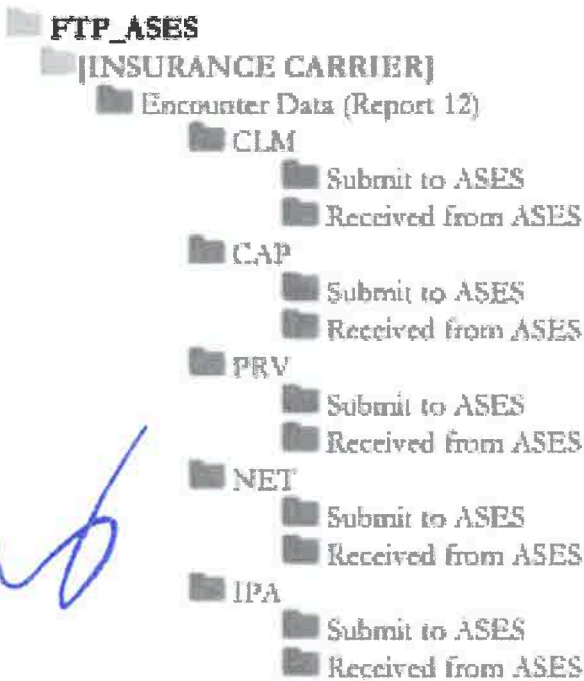 FTP_ASES
[INSURANCE CARRIER]
Encounter Data (Report 12)
CLM
Submit to ASES
Received from ASES
CAP
Submit to ASES
Received from ASES
PRV
Submit to ASES
Received from ASES
NET
Submit to ASES
Received from ASES
IPA
Submit to ASES
Received from ASES